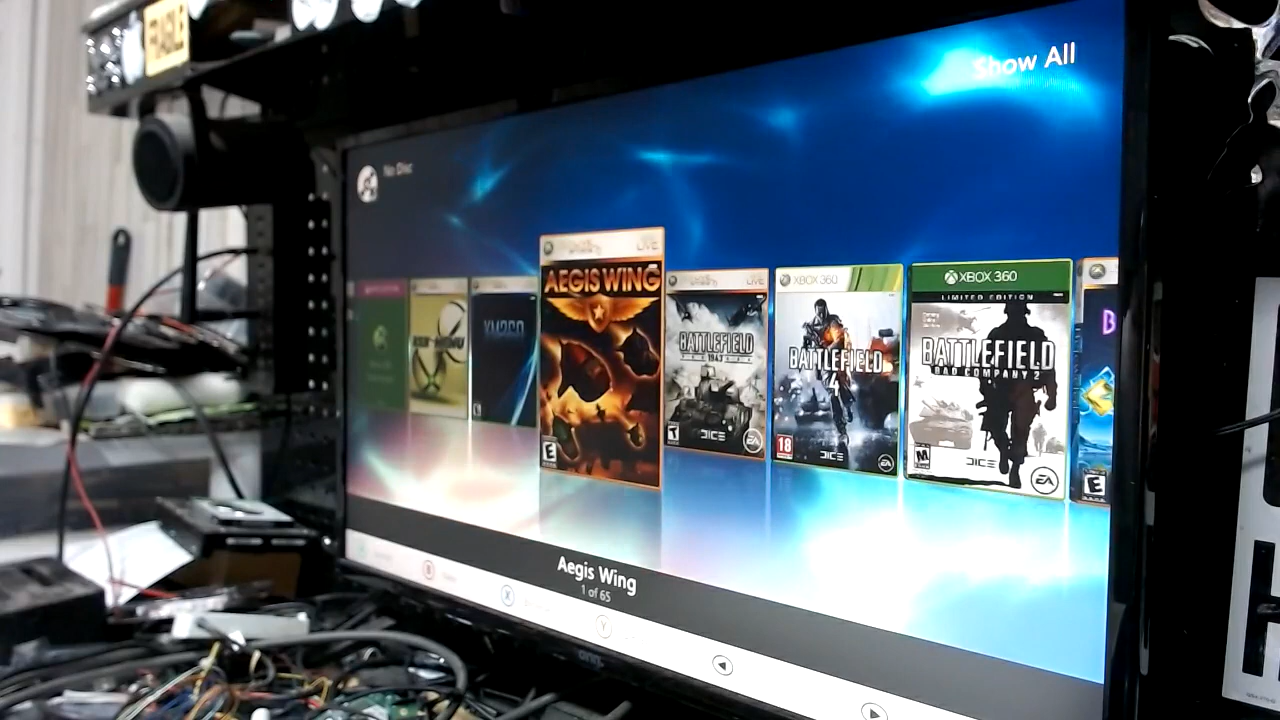 Show All
No Disc
LIVE
AEGIS WING
E
LIVE
BATTLEFIELD
1943
T
DICE
EA
XBOX 360
BATTLEFIELD
4
18
DICE
EA
XBOX 360
LIMITED EDITION
BATTLEFIELD
BAD COMPANY 2
M
DICE
EA
B
E
Aegis Wing
1 of 65
X
Y